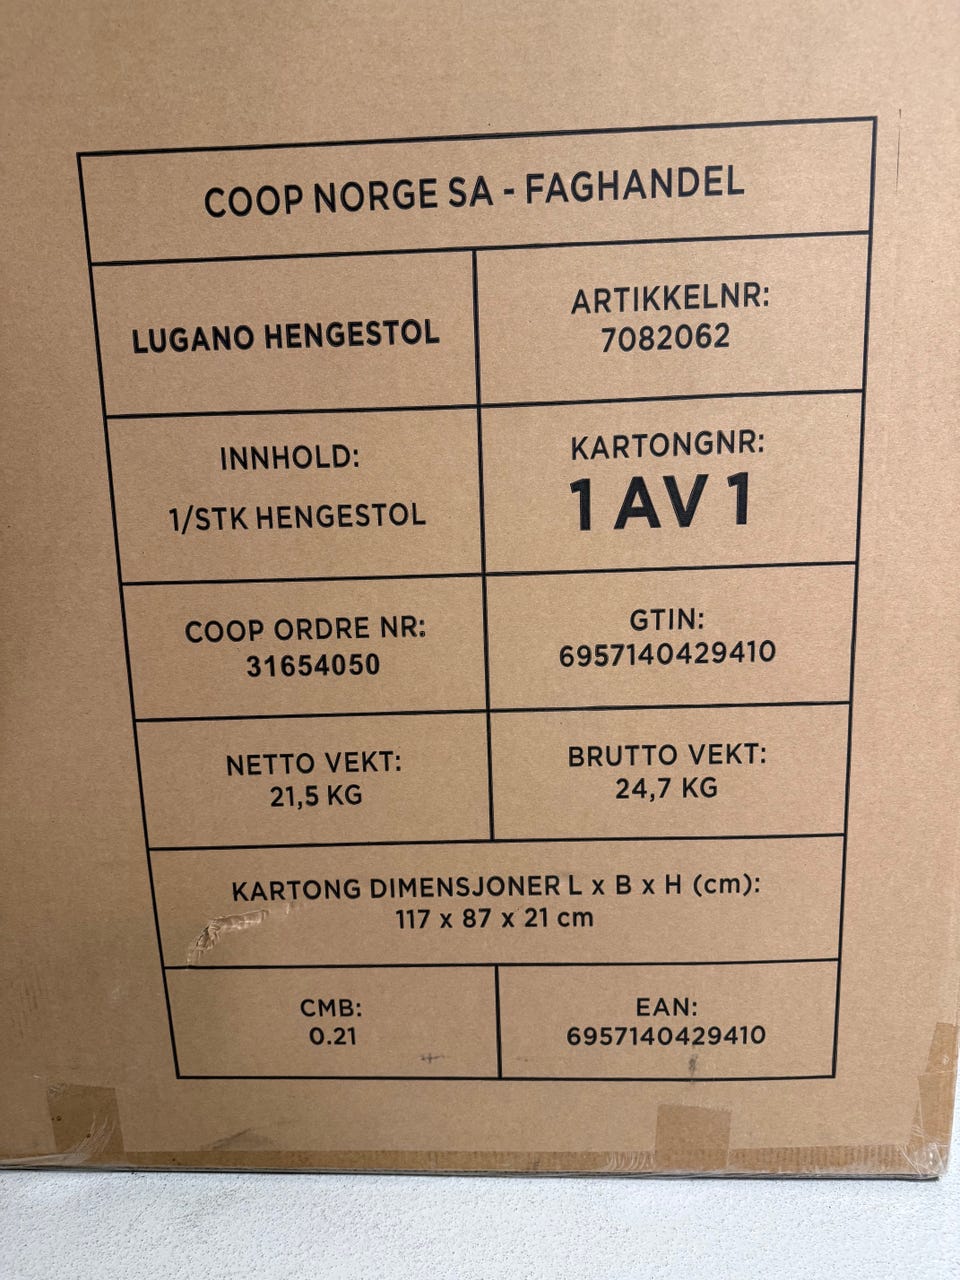 COOP NORGE SA - FAGHANDEL
LUGANO HENGESTOL
ARTIKKELNR:
7082062
INNHOLD:
1/STK HENGESTOL
KARTONGNR:
1 AV 1
COOP ORDRE NR:
31654050
GTIN:
6957140429410
NETTO VEKT:
21,5 KG
BRUTTO VEKT:
24,7 KG
KARTONG DIMENSJONER L x B x H (cm):
117 x 87 x 21 cm
CMB:
0.21
EAN:
6957140429410